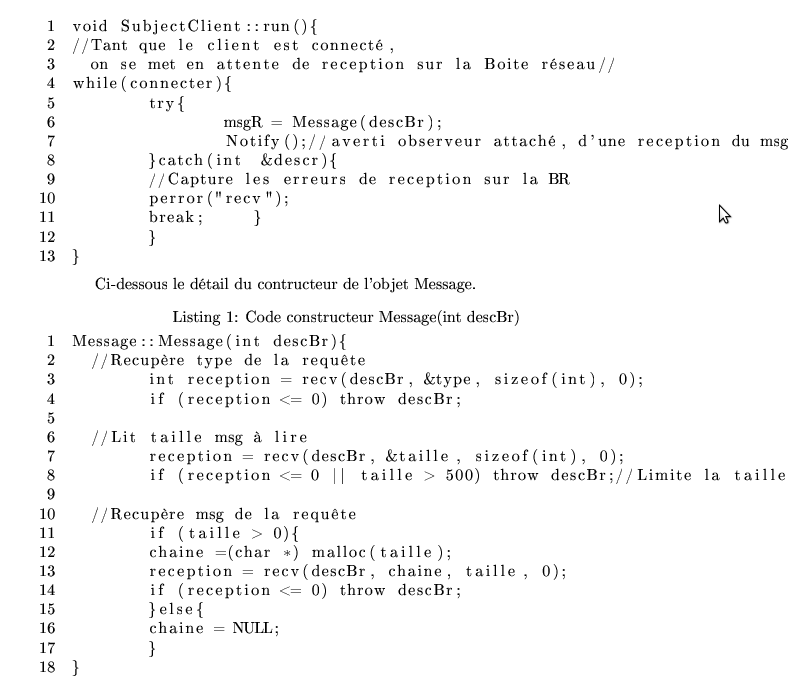 1 void SubjectClient::run(){
2 //Tant que le client est connecté,
3 on se met en attente de reception sur la Boite réseau//
4 while(connecter){
5 try{
6 msgR = Message(descBr);
7 Notify();//averti observeur attaché, d'une reception du msg
8 }catch(int &descr){
9 //Capture les erreurs de reception sur la BR
10 perror("recv");
11 break; }
12 }
13 }
Ci-dessous le détail du contructeur de l'objet Message.
Listing 1: Code constructeur Message(int descBr)
1 Message::Message(int descBr){
2 //Recupère type de la requête
3 int reception = recv(descBr, &type, sizeof(int), 0);
4 if (reception <= 0) throw descBr;
5
6 //Lit taille msg à lire
7 reception = recv(descBr, &taille, sizeof(int), 0);
8 if (reception <= 0 || taille > 500) throw descBr;//Limite la taille
9
10 //Recupère msg de la requête
11 if (taille > 0){
12 chaine =(char *) malloc(taille);
13 reception = recv(descBr, chaine, taille, 0);
14 if (reception <= 0) throw descBr;
15 }else{
16 chaine = NULL;
17 }
18 }